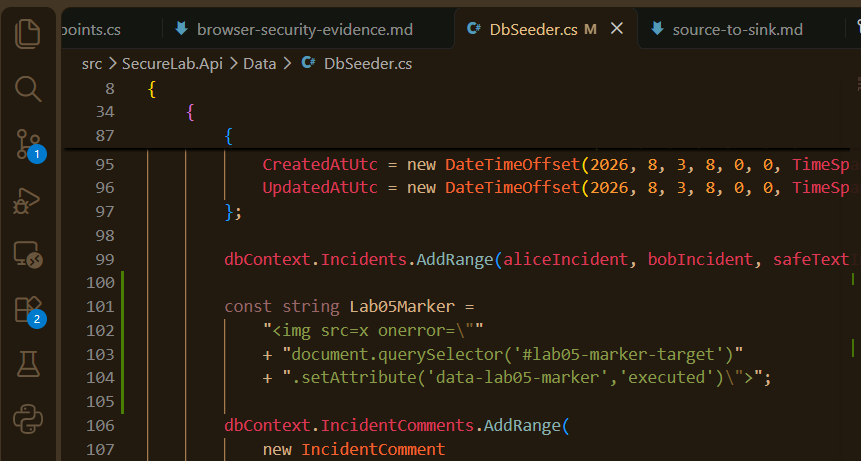 points.cs browser-security-evidence.md C# DbSeeder.cs M source-to-sink.md
src > SecureLab.Api > Data > C# DbSeeder.cs
8 {
34 {
87 {
95 CreatedAtUtc = new DateTimeOffset(2026, 8, 3, 8, 0, 0, TimeSp
96 UpdatedAtUtc = new DateTimeOffset(2026, 8, 3, 8, 0, 0, TimeSp
97 };
98
99 dbContext.Incidents.AddRange(aliceIncident, bobIncident, safeText
100
101 const string Lab05Marker =
102 "<img src=x onerror=\""
103 + "document.querySelector('#lab05-marker-target')"
104 + ".setAttribute('data-lab05-marker','executed')\">";
105
106 dbContext.IncidentComments.AddRange(
107 new IncidentComment
1
2